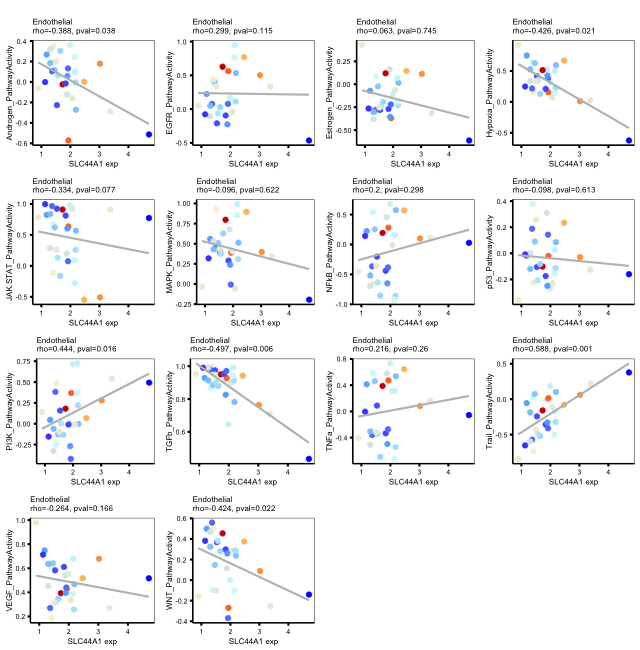 Endothelial
rho=-0.388, pval=0.038
Androgen_PathwayActivity
0.4
0.2
0.0
-0.2
-0.4
-0.6
1 2 3 4
SLC44A1 exp
Endothelial
rho=0.299, pval=0.115
EGFR_PathwayActivity
1.0
0.5
0.0
-0.5
1 2 3 4
SLC44A1 exp
Endothelial
rho=0.063, pval=0.745
Estrogen_PathwayActivity
0.25
0.00
-0.25
-0.50
1 2 3 4
SLC44A1 exp
Endothelial
rho=-0.426, pval=0.021
Hypoxia_PathwayActivity
0.5
0.0
-0.5
1 2 3 4
SLC44A1 exp
Endothelial
rho=-0.334, pval=0.077
JAK-STAT_PathwayActivity
1.0
0.5
0.0
-0.5
1 2 3 4
SLC44A1 exp
Endothelial
rho=-0.096, pval=0.622
MAPK_PathwayActivity
1.00
0.75
0.50
0.25
0.00
-0.25
1 2 3 4
SLC44A1 exp
Endothelial
rho=0.2, pval=0.298
NFkB_PathwayActivity
0.5
0.0
-0.5
-1.0
1 2 3 4
SLC44A1 exp
Endothelial
rho=-0.098, pval=0.613
p53_PathwayActivity
0.4
0.2
0.0
-0.2
1 2 3 4
SLC44A1 exp
Endothelial
rho=0.444, pval=0.016
PI3K_PathwayActivity
0.75
0.50
0.25
0.00
-0.25
1 2 3 4
SLC44A1 exp
Endothelial
rho=-0.497, pval=0.006
TGFb_PathwayActivity
1.0
0.8
0.6
1 2 3 4
SLC44A1 exp
Endothelial
rho=0.216, pval=0.26
TNFa_PathwayActivity
0.8
0.4
0.0
-0.4
1 2 3 4
SLC44A1 exp
Endothelial
rho=0.588, pval=0.001
Trail_PathwayActivity
0.5
0.0
-0.5
1 2 3 4
SLC44A1 exp
Endothelial
rho=-0.264, pval=0.166
VEGF_PathwayActivity
1.0
0.8
0.6
0.4
0.2
1 2 3 4
SLC44A1 exp
Endothelial
rho=-0.424, pval=0.022
WNT_PathwayActivity
0.6
0.4
0.2
0.0
-0.2
-0.4
1 2 3 4
SLC44A1 exp